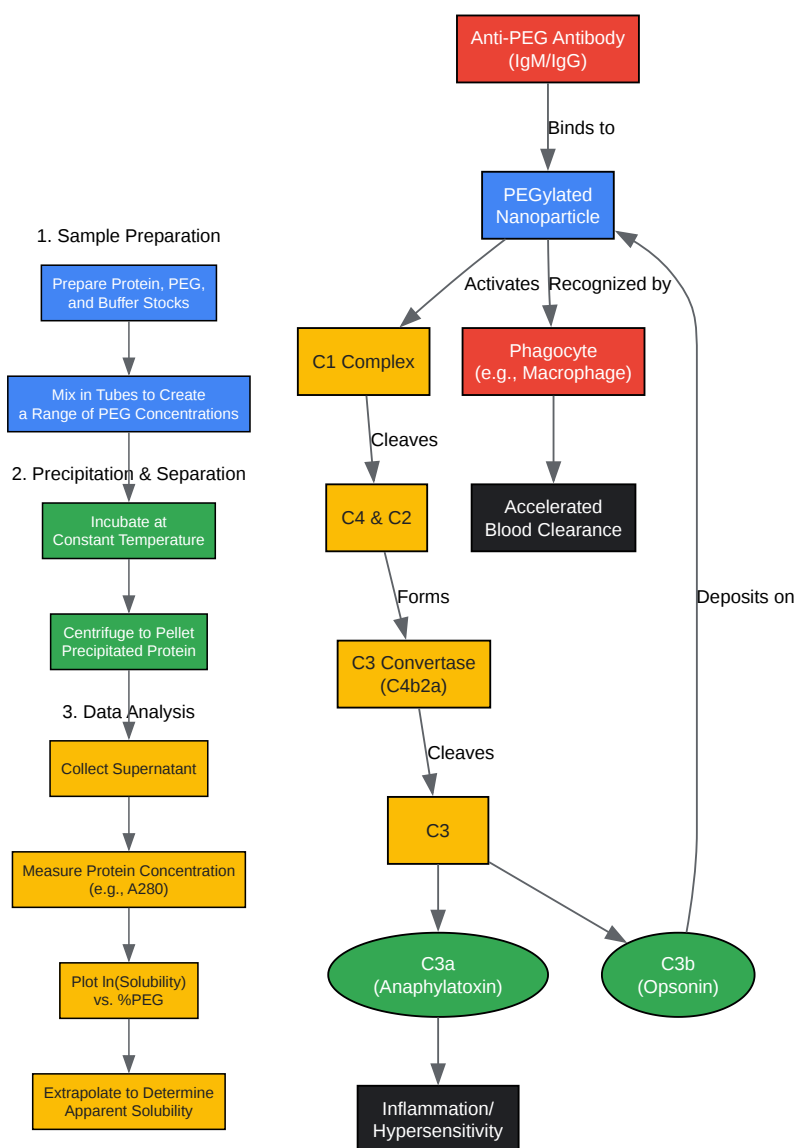 1. Sample Preparation
Prepare Protein, PEG,
and Buffer Stocks
Mix in Tubes to Create
a Range of PEG Concentrations
2. Precipitation & Separation
Incubate at
Constant Temperature
Centrifuge to Pellet
Precipitated Protein
3. Data Analysis
Collect Supernatant
Measure Protein Concentration
(e.g., A280)
Plot ln(Solubility)
vs. %PEG
Extrapolate to Determine
Apparent Solubility
Anti-PEG Antibody
(IgM/IgG)
Binds to
PEGylated
Nanoparticle
Activates
Recognized by
C1 Complex
Phagocyte
(e.g., Macrophage)
Cleaves
C4 & C2
Accelerated
Blood Clearance
Forms
Deposits on
C3 Convertase
(C4b2a)
Cleaves
C3
C3a
(Anaphylatoxin)
C3b
(Opsonin)
Inflammation/
Hypersensitivity